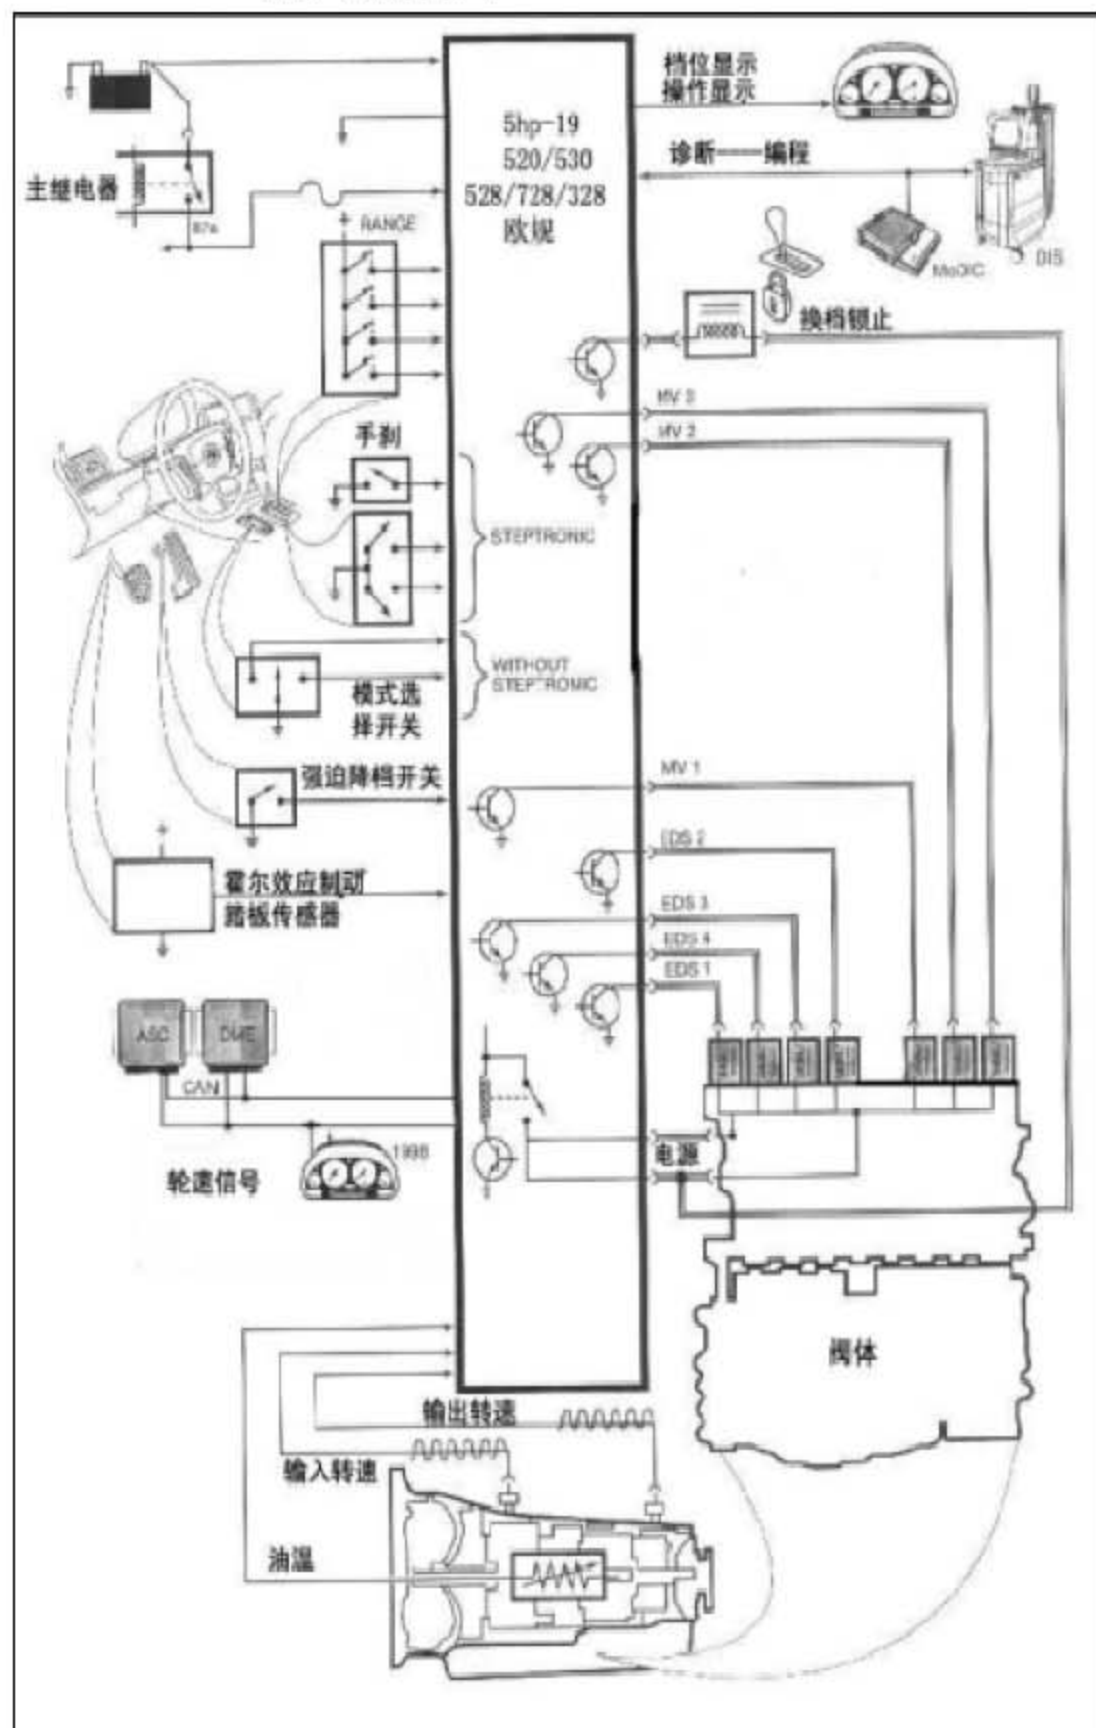 档位显示
操作显示
5hp-19
520/530
528/728/328
欧规
诊断——编程
主继电器
87a
RANGE
MoDIC
DIS
换档锁止
MV 3
MV 2
手刹
STEPTRONIC
WITHOUT
STEPTRONIC
模式选
择开关
MV 1
强迫降档开关
EDS 2
霍尔效应制动
踏板传感器
EDS 3
EDS 4
EDS 1
ASC
DME
CAN
1998
电源
轮速信号
阀体
输出转速
输入转速
油温